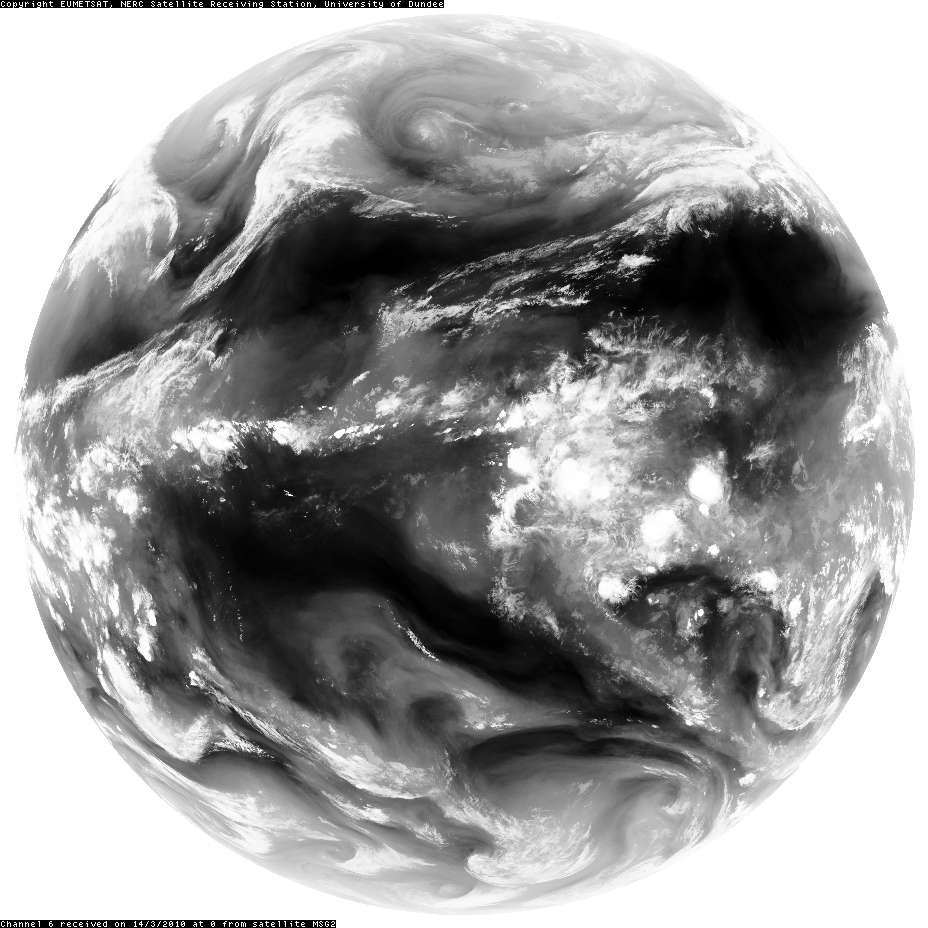 Copyright EUMETSAT, NERC Satellite Receiving Station, University of Dundee
Channel 6 received on 14/3/2010 at 0 from satellite MSG2